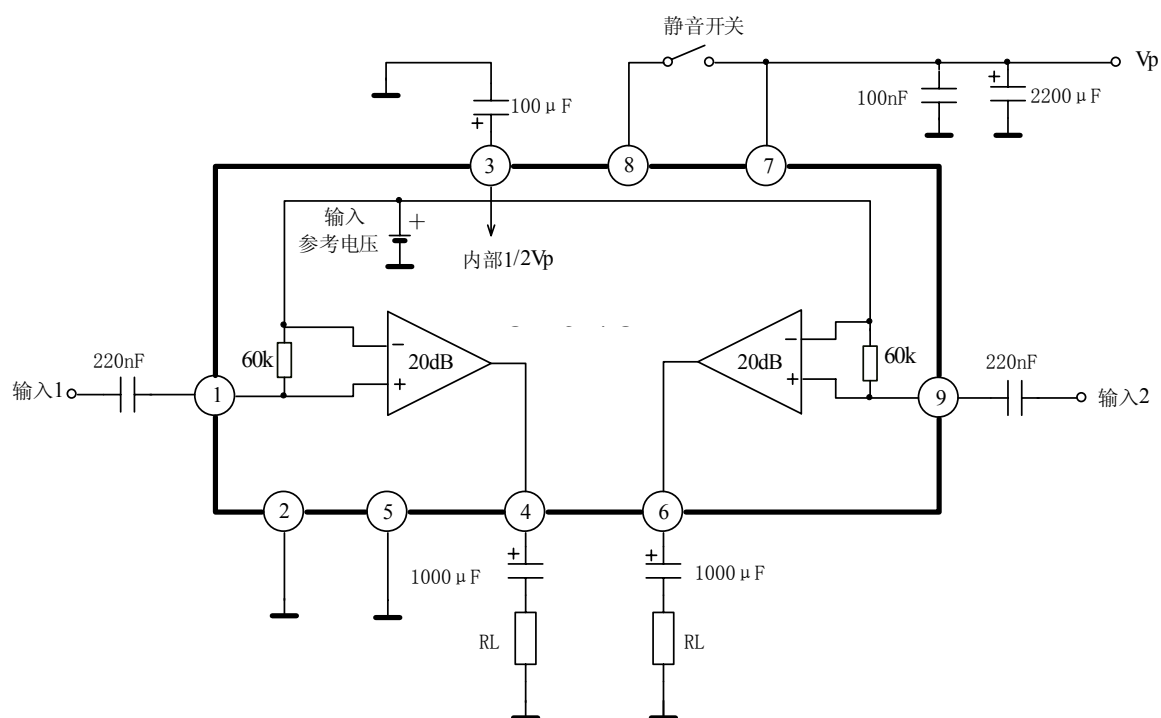 静音开关
Vp
100μF
+
100nF
+
2200μF
3
8
7
输入
参考电压
+
内部1/2Vp
60k
−
20dB
+
−
20dB
+
60k
220nF
220nF
输入1
1
9
输入2
2
5
4
6
+
1000μF
+
1000μF
RL
RL